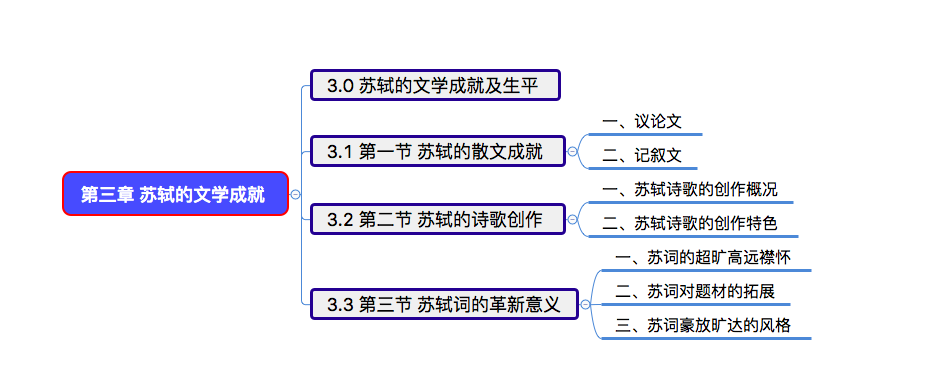 第三章 苏轼的文学成就
3.0 苏轼的文学成就及生平
3.1 第一节 苏轼的散文成就
一、议论文
二、记叙文
3.2 第二节 苏轼的诗歌创作
一、苏轼诗歌的创作概况
二、苏轼诗歌的创作特色
3.3 第三节 苏轼词的革新意义
一、苏词的超旷高远襟怀
二、苏词对题材的拓展
三、苏词豪放旷达的风格